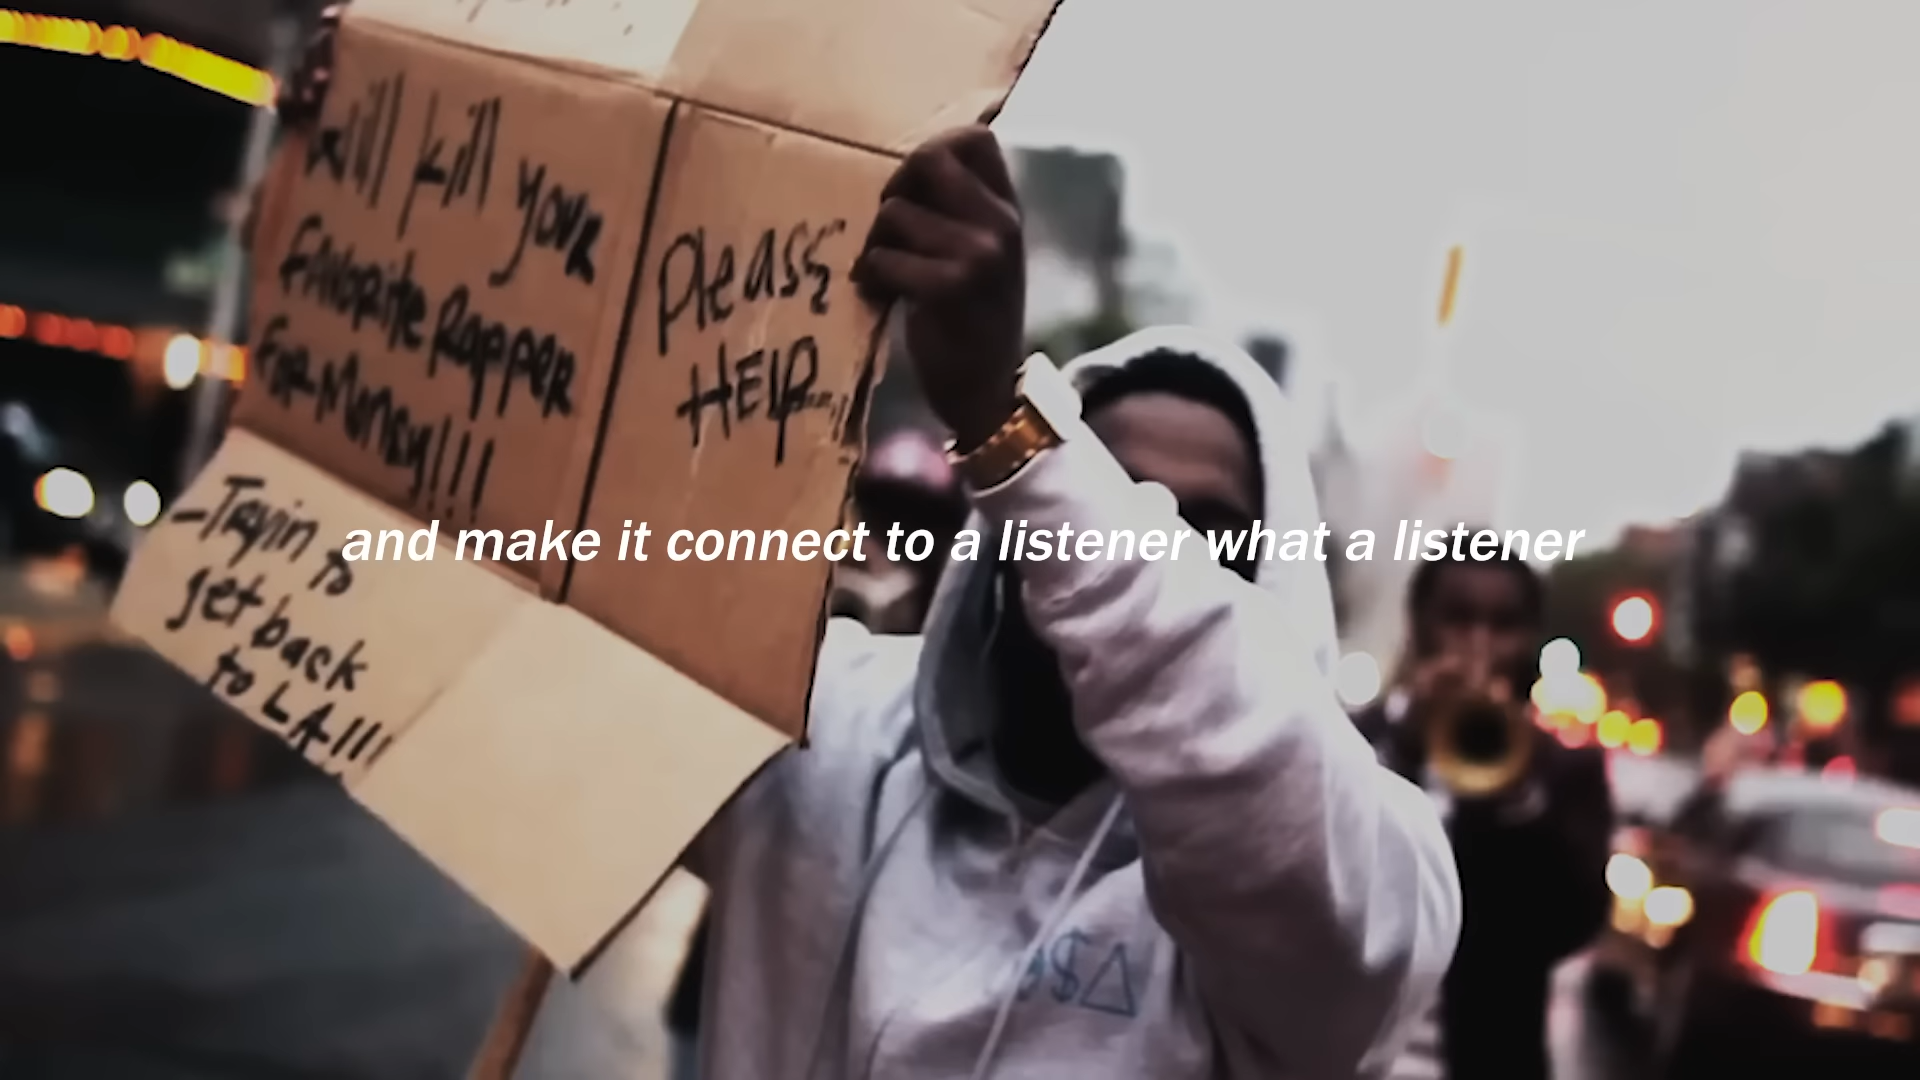 Will kill your
FAVORite RappeR
FOR Money!!!
Please
HELP...
-Tryin to
get back
to LA!!!
and make it connect to a listener what a listener